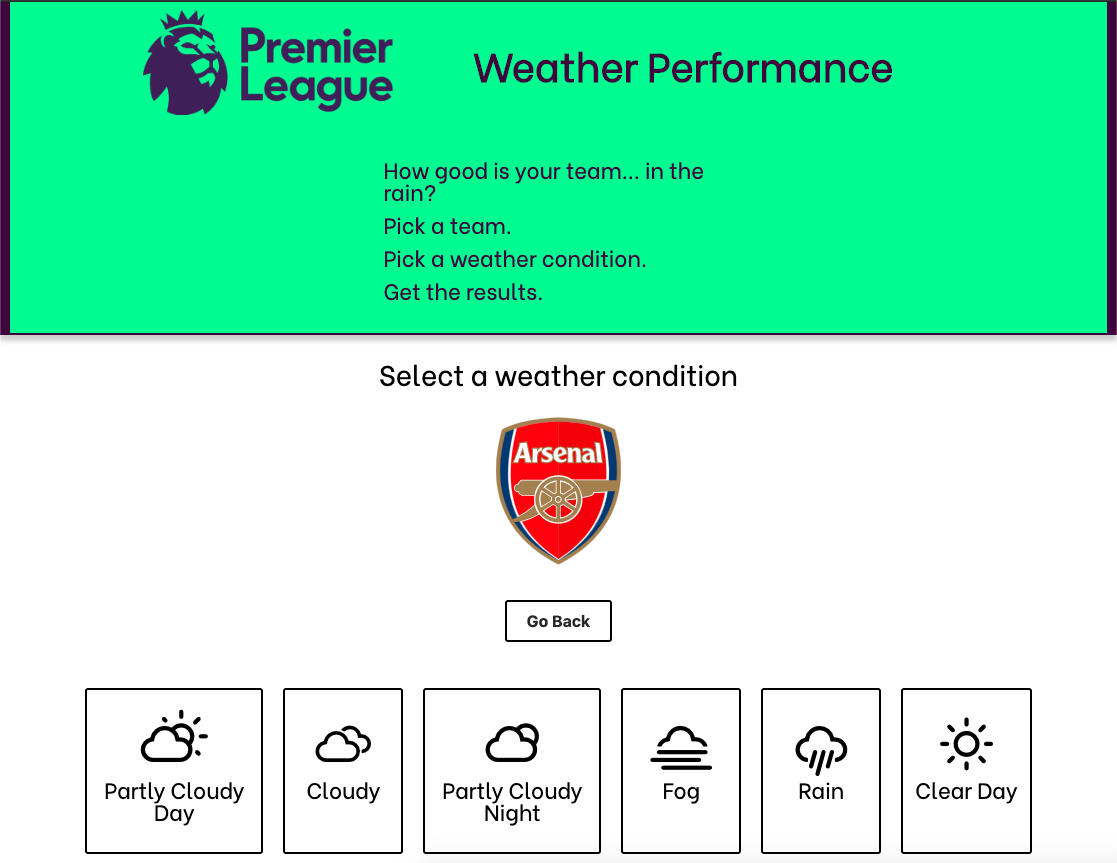 Premier
League
Weather Performance
How good is your team... in the
rain?
Pick a team.
Pick a weather condition.
Get the results.
Select a weather condition
Arsenal
Go Back
Partly Cloudy
Day
Cloudy
Partly Cloudy
Night
Fog
Rain
Clear Day